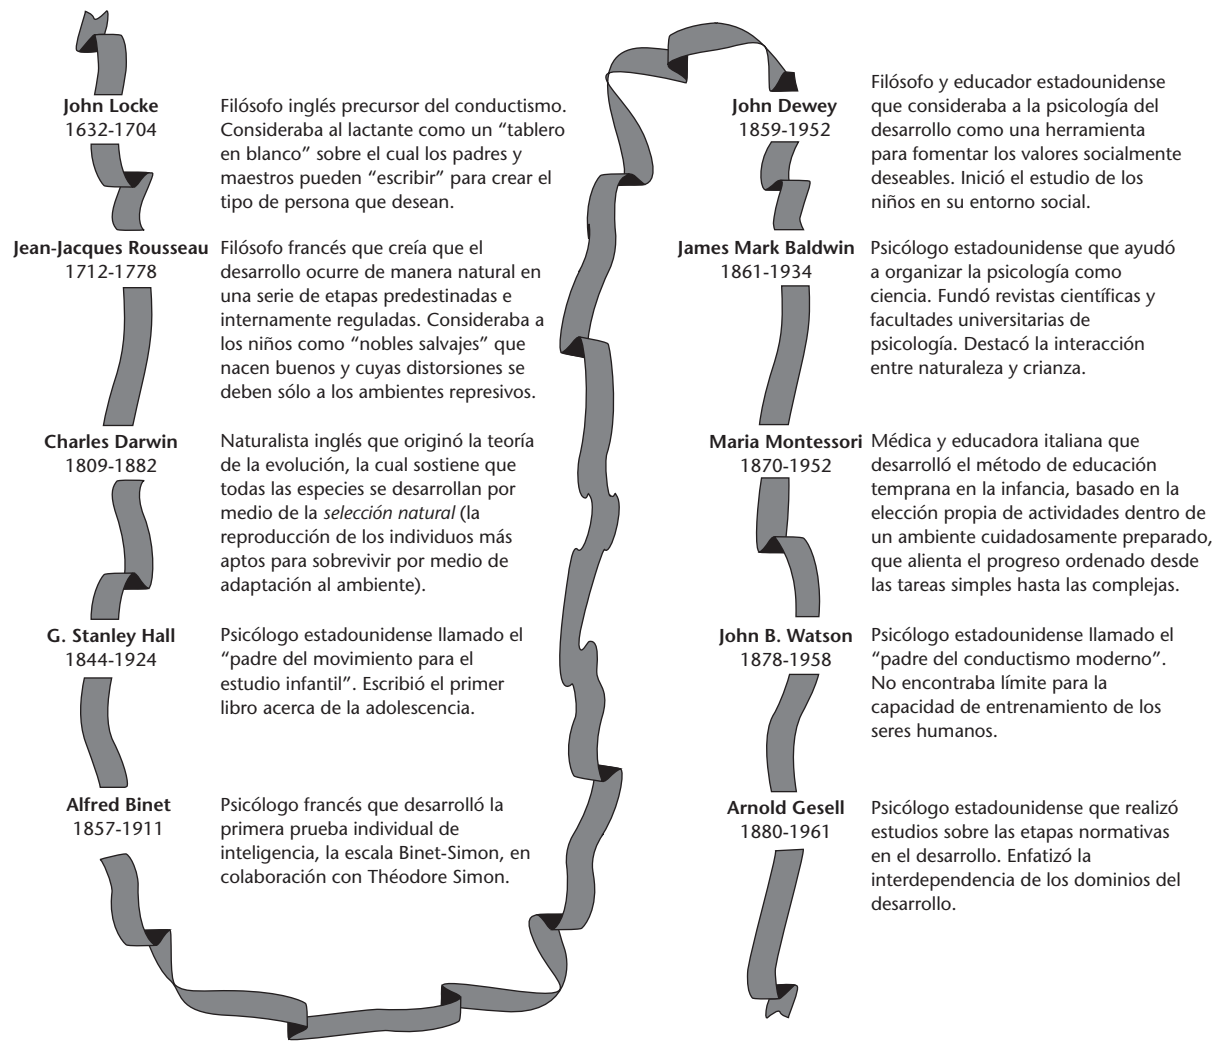 John Locke
1632-1704
Filósofo inglés precursor del conductismo.
Consideraba al lactante como un “tablero
en blanco” sobre el cual los padres y
maestros pueden “escribir” para crear el
tipo de persona que desean.
Jean-Jacques Rousseau
1712-1778
Filósofo francés que creía que el
desarrollo ocurre de manera natural en
una serie de etapas predestinadas e
internamente reguladas. Consideraba a
los niños como “nobles salvajes” que
nacen buenos y cuyas distorsiones se
deben sólo a los ambientes represivos.
Charles Darwin
1809-1882
Naturalista inglés que originó la teoría
de la evolución, la cual sostiene que
todas las especies se desarrollan por
medio de la selección natural (la
reproducción de los individuos más
aptos para sobrevivir por medio de
adaptación al ambiente).
G. Stanley Hall
1844-1924
Psicólogo estadounidense llamado el
“padre del movimiento para el
estudio infantil”. Escribió el primer
libro acerca de la adolescencia.
Alfred Binet
1857-1911
Psicólogo francés que desarrolló la
primera prueba individual de
inteligencia, la escala Binet-Simon, en
colaboración con Théodore Simon.
John Dewey
1859-1952
Filósofo y educador estadounidense
que consideraba a la psicología del
desarrollo como una herramienta
para fomentar los valores socialmente
deseables. Inició el estudio de los
niños en su entorno social.
James Mark Baldwin
1861-1934
Psicólogo estadounidense que ayudó
a organizar la psicología como
ciencia. Fundó revistas científicas y
facultades universitarias de
psicología. Destacó la interacción
entre naturaleza y crianza.
Maria Montessori
1870-1952
Médica y educadora italiana que
desarrolló el método de educación
temprana en la infancia, basado en la
elección propia de actividades dentro de
un ambiente cuidadosamente preparado,
que alienta el progreso ordenado desde
las tareas simples hasta las complejas.
John B. Watson
1878-1958
Psicólogo estadounidense llamado el
“padre del conductismo moderno”.
No encontraba límite para la
capacidad de entrenamiento de los
seres humanos.
Arnold Gesell
1880-1961
Psicólogo estadounidense que realizó
estudios sobre las etapas normativas
en el desarrollo. Enfatizó la
interdependencia de los dominios del
desarrollo.